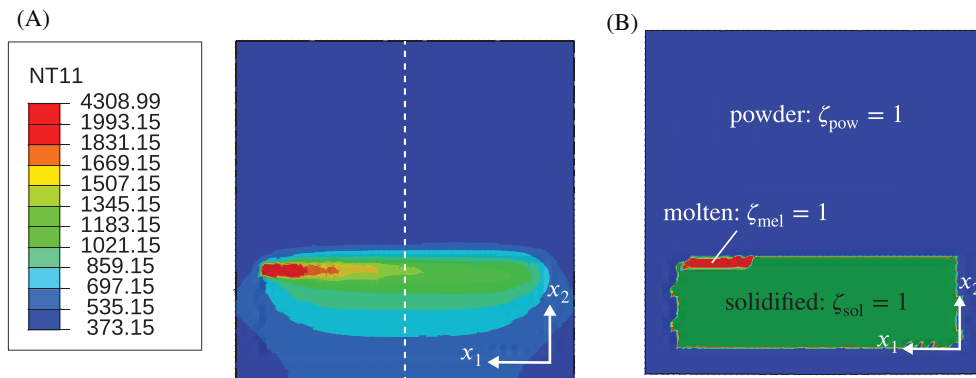 (A)
NT11
4308.99
1993.15
1831.15
1669.15
1507.15
1345.15
1183.15
1021.15
859.15
697.15
535.15
373.15
x₂
x₁
(B)
powder: ζpow = 1
molten: ζmel = 1
solidified: ζsol = 1
x₂
x₁